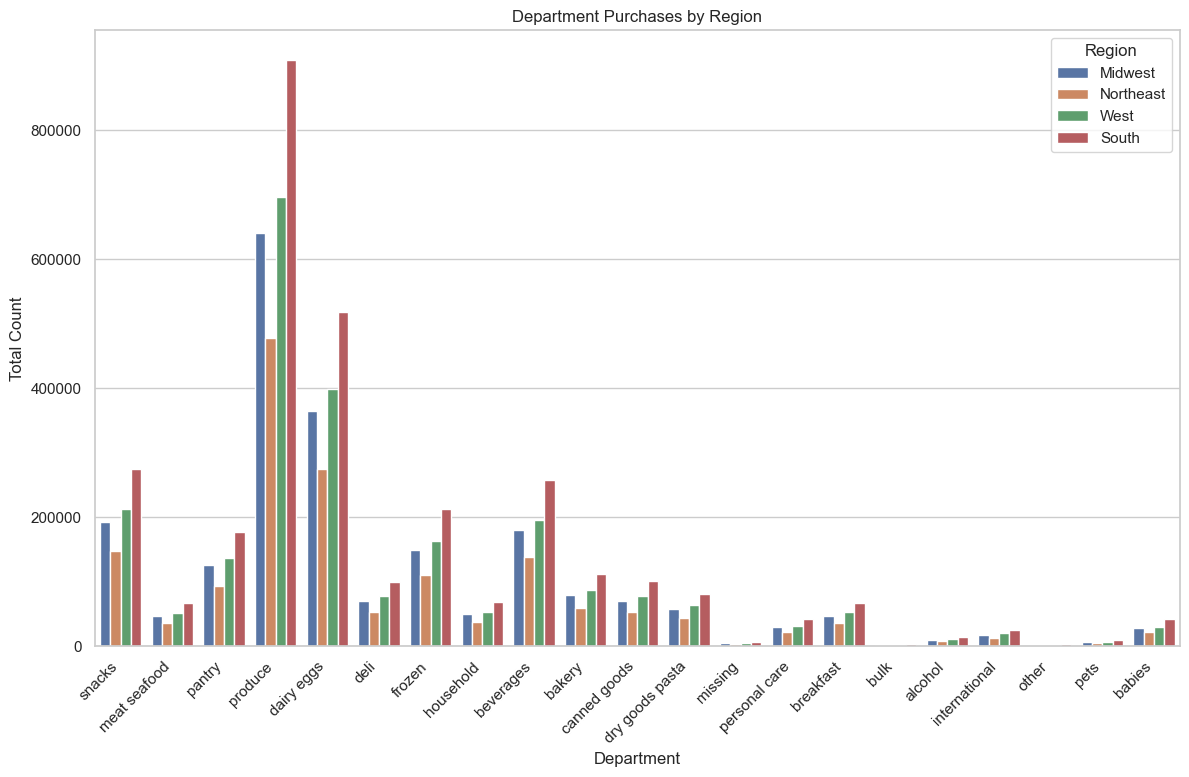 Department Purchases by Region
Region
Midwest
Northeast
West
South
Total Count
800000
600000
400000
200000
0
snacks
meat seafood
pantry
produce
dairy eggs
deli
frozen
household
beverages
bakery
canned goods
dry goods pasta
missing
personal care
breakfast
bulk
alcohol
international
other
pets
babies
Department